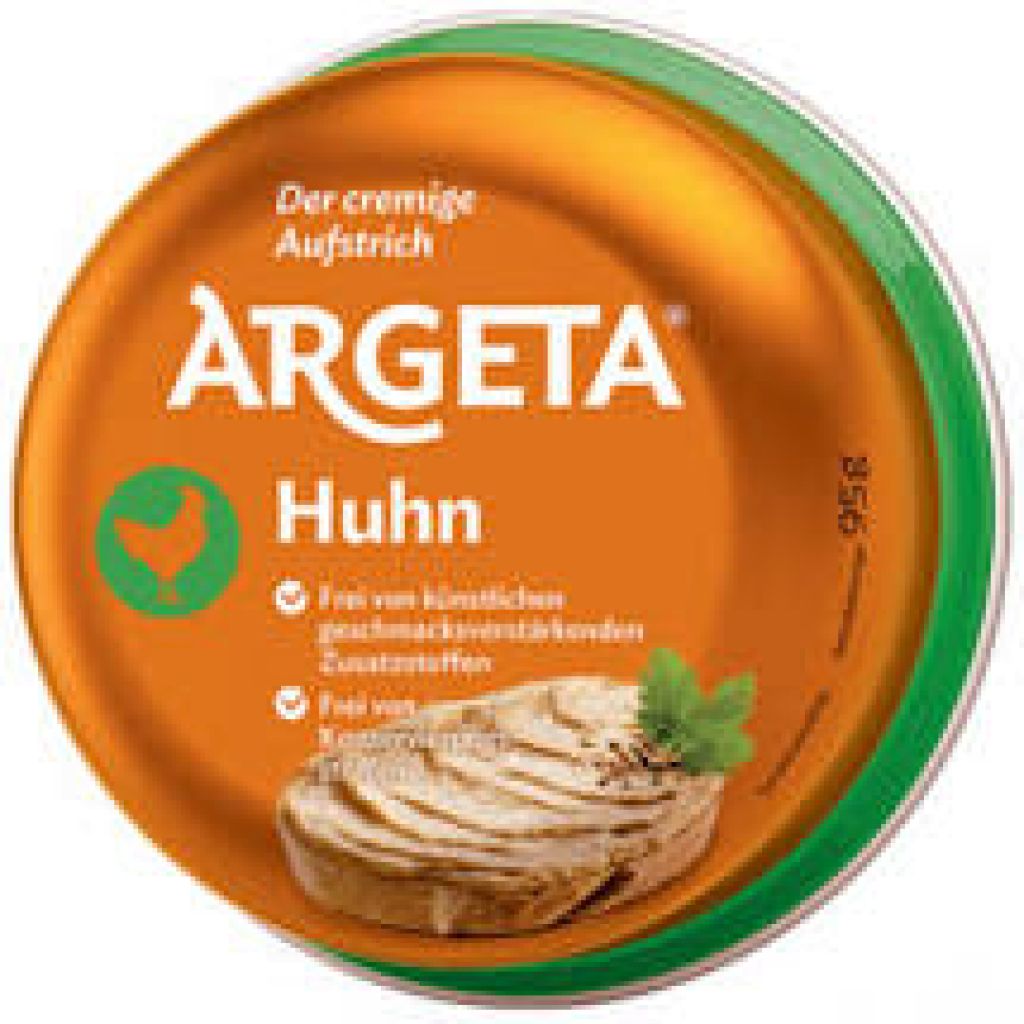 Der cremige
Aufstrich
ARGETA®
Huhn
Frei von künstlichen
geschmacksverstärkenden
Zusatzstoffen
Frei von
95g